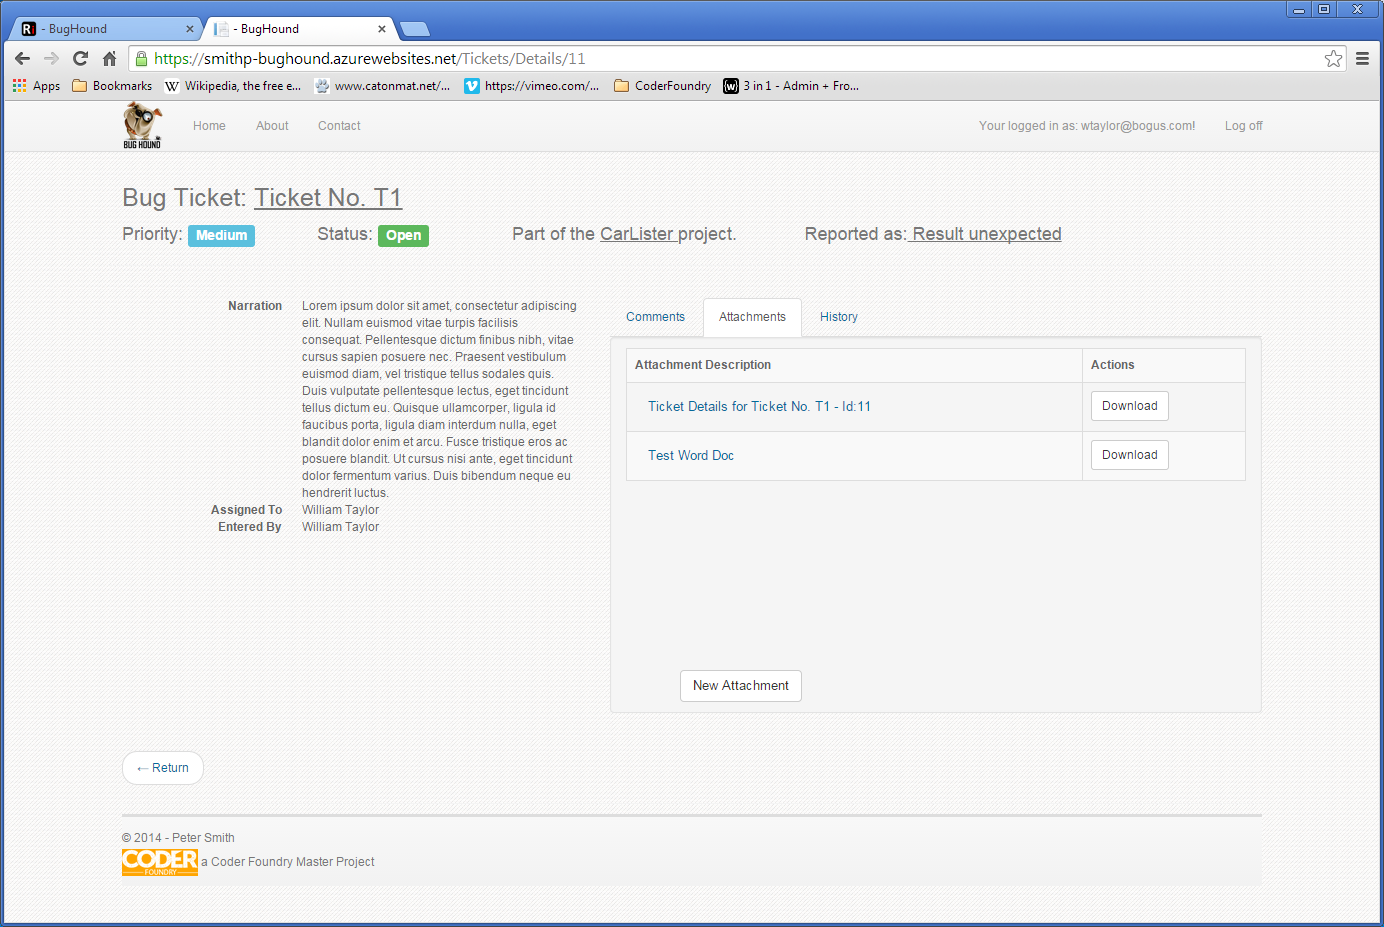 - BugHound
- BugHound
https://smithp-bughound.azurewebsites.net/Tickets/Details/11
Apps Bookmarks Wikipedia, the free e... www.catonmat.net/... https://vimeo.com/... CoderFoundry 3 in 1 - Admin + Fro...
BUG HOUND Home About Contact Your logged in as: wtaylor@bogus.com! Log off
Bug Ticket: Ticket No. T1
Priority: Medium Status: Open Part of the CarLister project. Reported as: Result unexpected
Narration
Lorem ipsum dolor sit amet, consectetur adipiscing
elit. Nullam euismod vitae turpis facilisis
consequat. Pellentesque dictum finibus nibh, vitae
cursus sapien posuere nec. Praesent vestibulum
euismod diam, vel tristique tellus sodales quis.
Duis vulputate pellentesque lectus, eget tincidunt
tellus dictum eu. Quisque ullamcorper, ligula id
faucibus porta, ligula diam interdum nulla, eget
blandit dolor enim et arcu. Fusce tristique eros ac
posuere blandit. Ut cursus nisi ante, eget tincidunt
dolor fermentum varius. Duis bibendum neque eu
hendrerit luctus.
Assigned To William Taylor
Entered By William Taylor
Comments Attachments History
Attachment Description Actions
Ticket Details for Ticket No. T1 - Id:11 Download
Test Word Doc Download
New Attachment
← Return
© 2014 - Peter Smith
CODER
FOUNDRY
a Coder Foundry Master Project